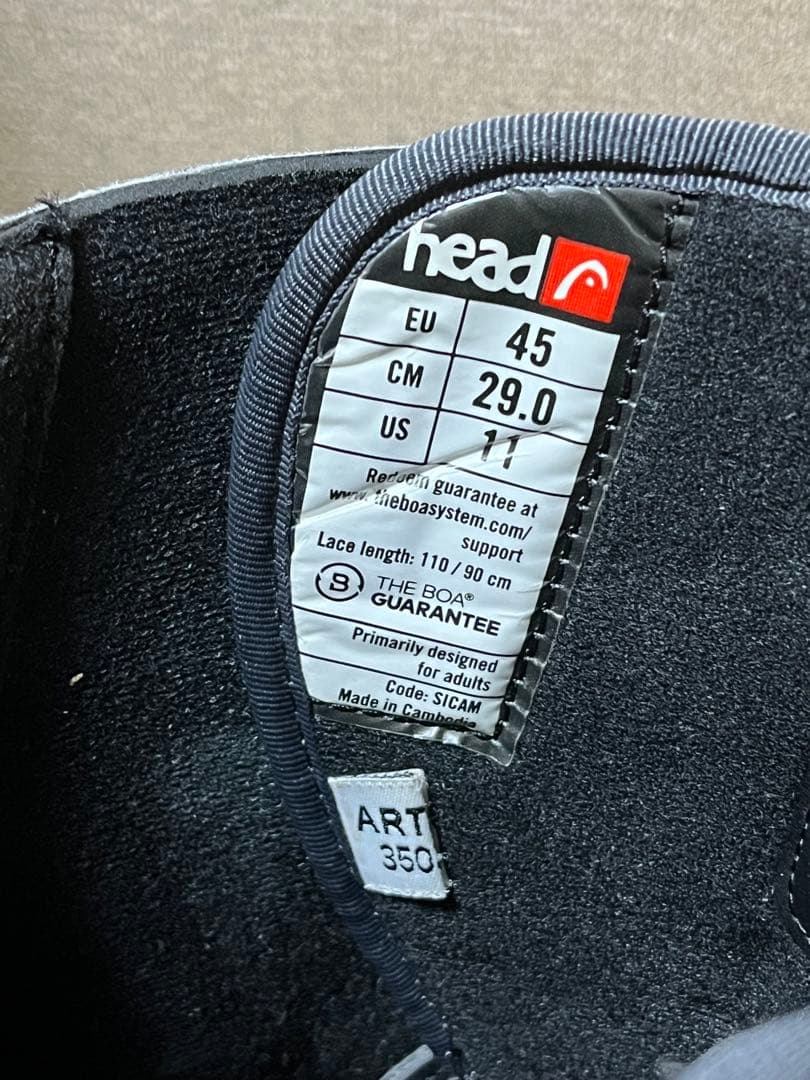 head
EU 45
CM 29.0
US 11
Redeem guarantee at
www.theboasystem.com/
support
Lace length: 110 / 90 cm
B THE BOA®
GUARANTEE
Primarily designed
for adults
Code: SICAM
Made in Cambodia
ART
350